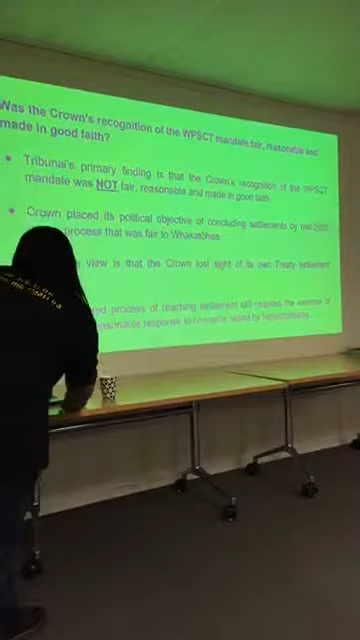 Was the Crown's recognition of the WPSCT mandate fair, reasonable and
made in good faith?
• Tribunal's primary finding is that the Crown's recognition of the WPSCT
mandate was NOT fair, reasonable and made in good faith
• Crown placed its political objective of concluding settlements by mid-2020
process that was fair to Whakatōhea.
view is that the Crown lost sight of its own Treaty settlement
process of reaching settlement still requires the exercise of
response to concerns raised by